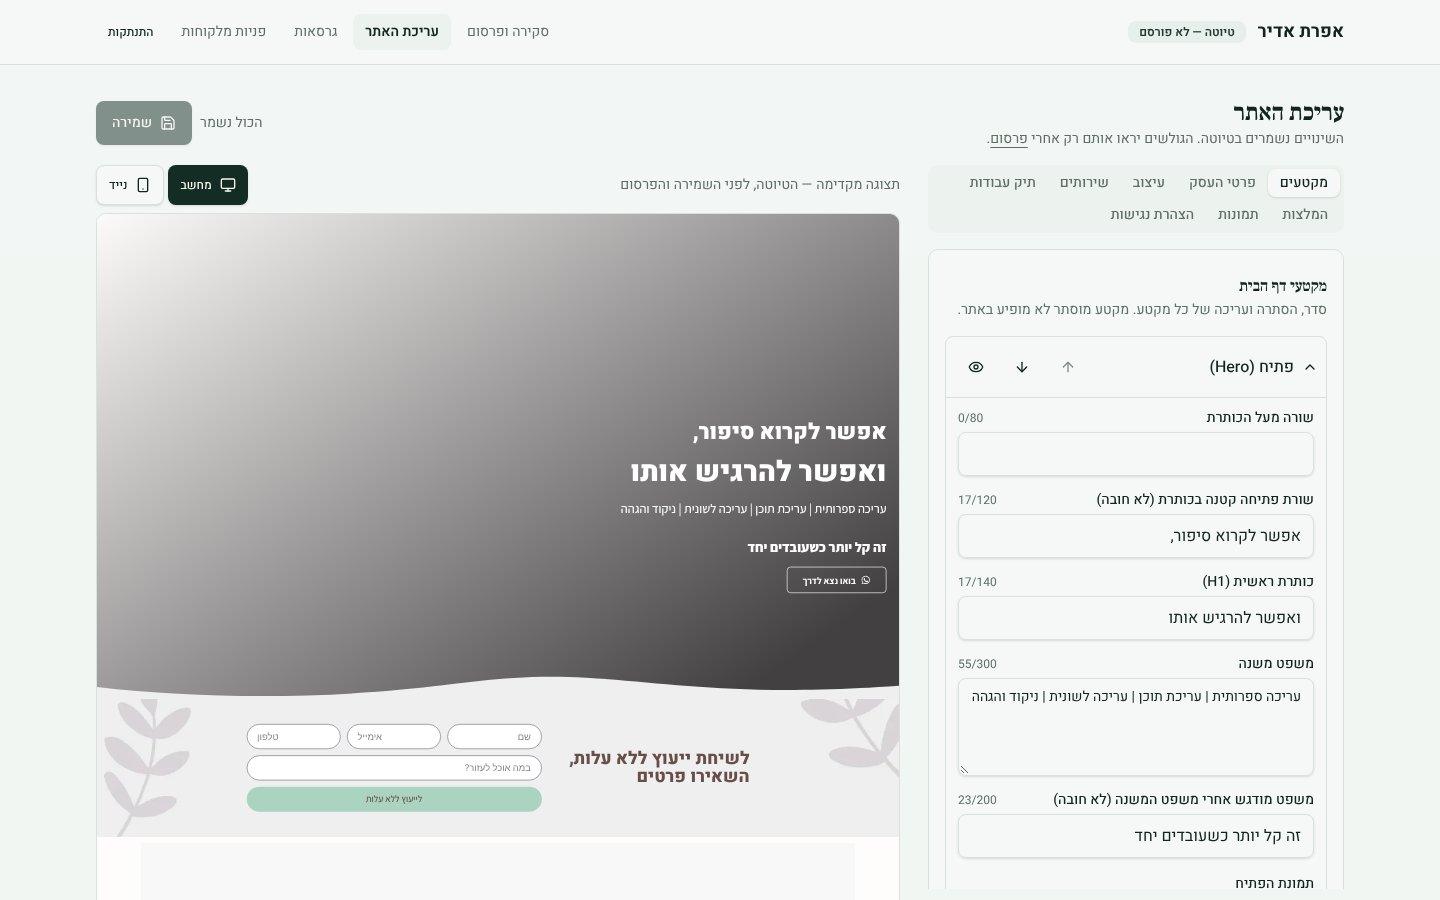 אפרת אדיר
טיוטה — לא פורסם
סקירה ופרסום
עריכת האתר
גרסאות
פניות מלקוחות
התנתקות
עריכת האתר
השינויים נשמרים בטיוטה. הגולשים יראו אותם רק אחרי פרסום.
הכול נשמר
שמירה
מקטעים
פרטי העסק
עיצוב
שירותים
תיק עבודות
המלצות
תמונות
הצהרת נגישות
מקטעי דף הבית
סדר, הסתרה ועריכה של כל מקטע. מקטע מוסתר לא מופיע באתר.
פתיח (Hero)
שורה מעל הכותרת
0/80
שורת פתיחה קטנה בכותרת (לא חובה)
17/120
אפשר לקרוא סיפור,
כותרת ראשית (H1)
17/140
ואפשר להרגיש אותו
משפט משנה
55/300
עריכה ספרותית | עריכת תוכן | עריכה לשונית | ניקוד והגהה
משפט מודגש אחרי משפט המשנה (לא חובה)
23/200
זה קל יותר כשעובדים יחד
תמונת הפתיח
תצוגה מקדימה — הטיוטה, לפני השמירה והפרסום
מחשב
נייד
אפשר לקרוא סיפור,
ואפשר להרגיש אותו
עריכה ספרותית | עריכת תוכן | עריכה לשונית | ניקוד והגהה
זה קל יותר כשעובדים יחד
בואו נצא לדרך
לשיחת ייעוץ ללא עלות,
השאירו פרטים
שם
אימייל
טלפון
במה אוכל לעזור?
לייעוץ ללא עלות